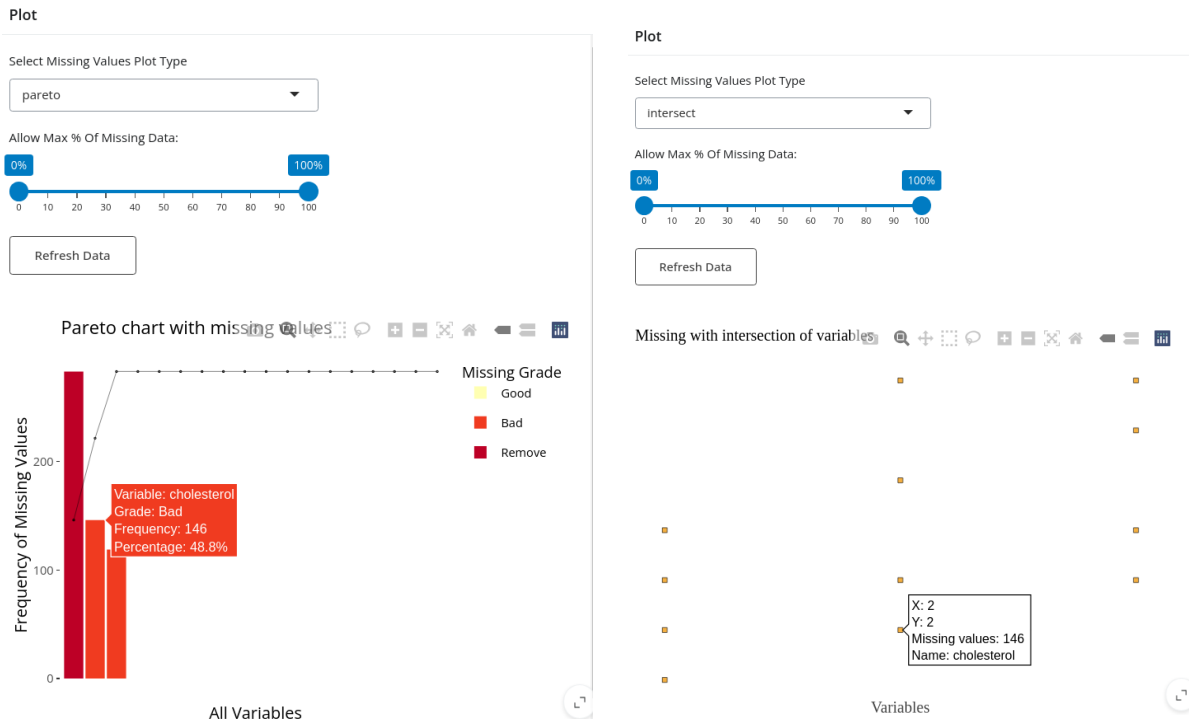 Plot
Select Missing Values Plot Type
pareto
Allow Max % Of Missing Data:
0%
100%
0 10 20 30 40 50 60 70 80 90 100
Refresh Data
Pareto chart with missing values
Missing Grade
Good
Bad
Remove
Frequency of Missing Values
200
100
0
Variable: cholesterol
Grade: Bad
Frequency: 146
Percentage: 48.8%
All Variables
Plot
Select Missing Values Plot Type
intersect
Allow Max % Of Missing Data:
0%
100%
0 10 20 30 40 50 60 70 80 90 100
Refresh Data
Missing with intersection of variables
X: 2
Y: 2
Missing values: 146
Name: cholesterol
Variables